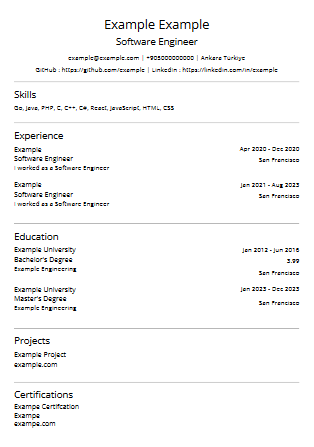 Example Example
Software Engineer
example@example.com | +905000000000 | Ankara Turkiye
GitHub : https://github.com/example | Linkedin : https://linkedin.com/in/example
Skills
Go, Java, PHP, C, C++, C#, React, JavaScript, HTML, CSS
Experience
Example Apr 2020 - Dec 2020
Software Engineer San Francisco
I worked as a Software Engineer
Example Jan 2021 - Aug 2023
Software Engineer San Francisco
I worked as a Software Engineer
Education
Example University Jan 2012 - Jun 2016
Bachelor's Degree 3.99
Example Engineering San Francisco
Example University Jan 2023 - Dec 2023
Master's Degree San Francisco
Example Engineering
Projects
Example Project
example.com
Certifications
Exampe Certifcation
Exampe
exampe.com